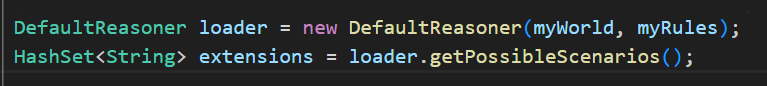 DefaultReasoner loader = new DefaultReasoner(myWorld, myRules);
HashSet<String> extensions = loader.getPossibleScenarios();